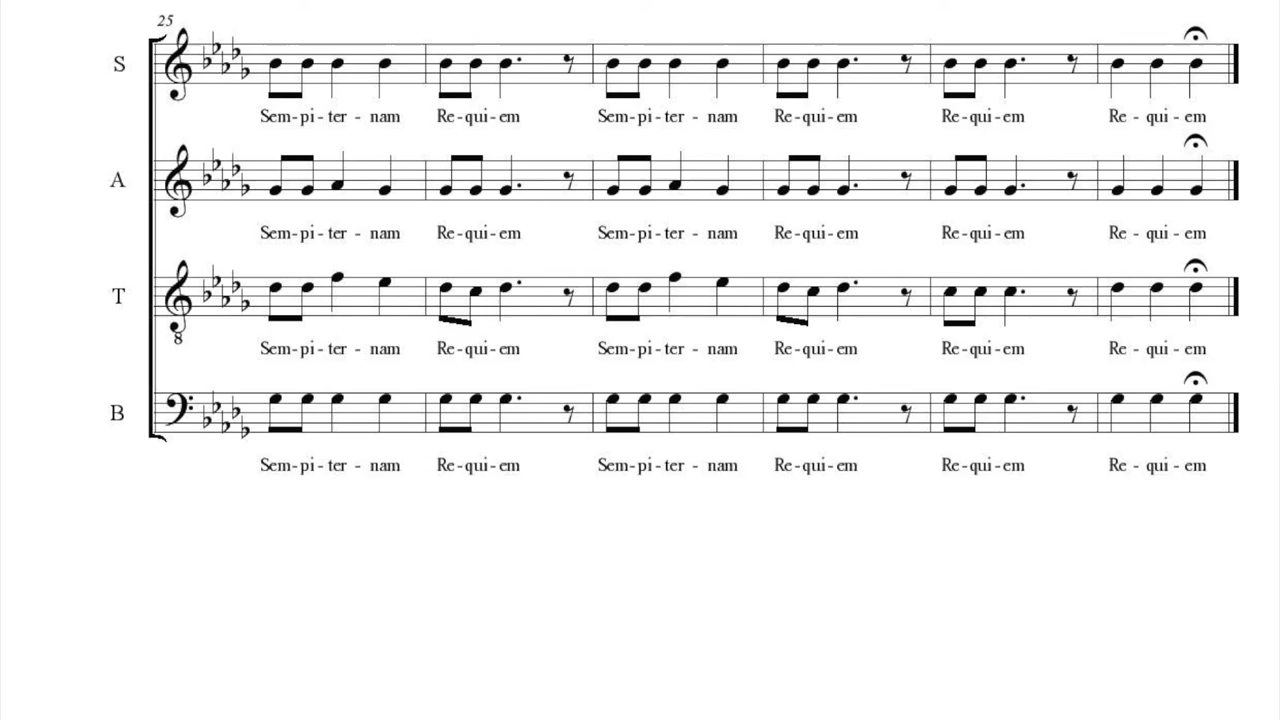 25
S
Sem-pi-ter - nam Re-qui-em Sem-pi-ter - nam Re-qui-em Re-qui-em Re - qui - em
A
Sem-pi-ter - nam Re-qui-em Sem-pi-ter - nam Re-qui-em Re-qui-em Re - qui - em
T
8
Sem-pi-ter - nam Re-qui-em Sem-pi-ter - nam Re-qui-em Re-qui-em Re - qui - em
B
Sem-pi-ter - nam Re-qui-em Sem-pi-ter - nam Re-qui-em Re-qui-em Re - qui - em